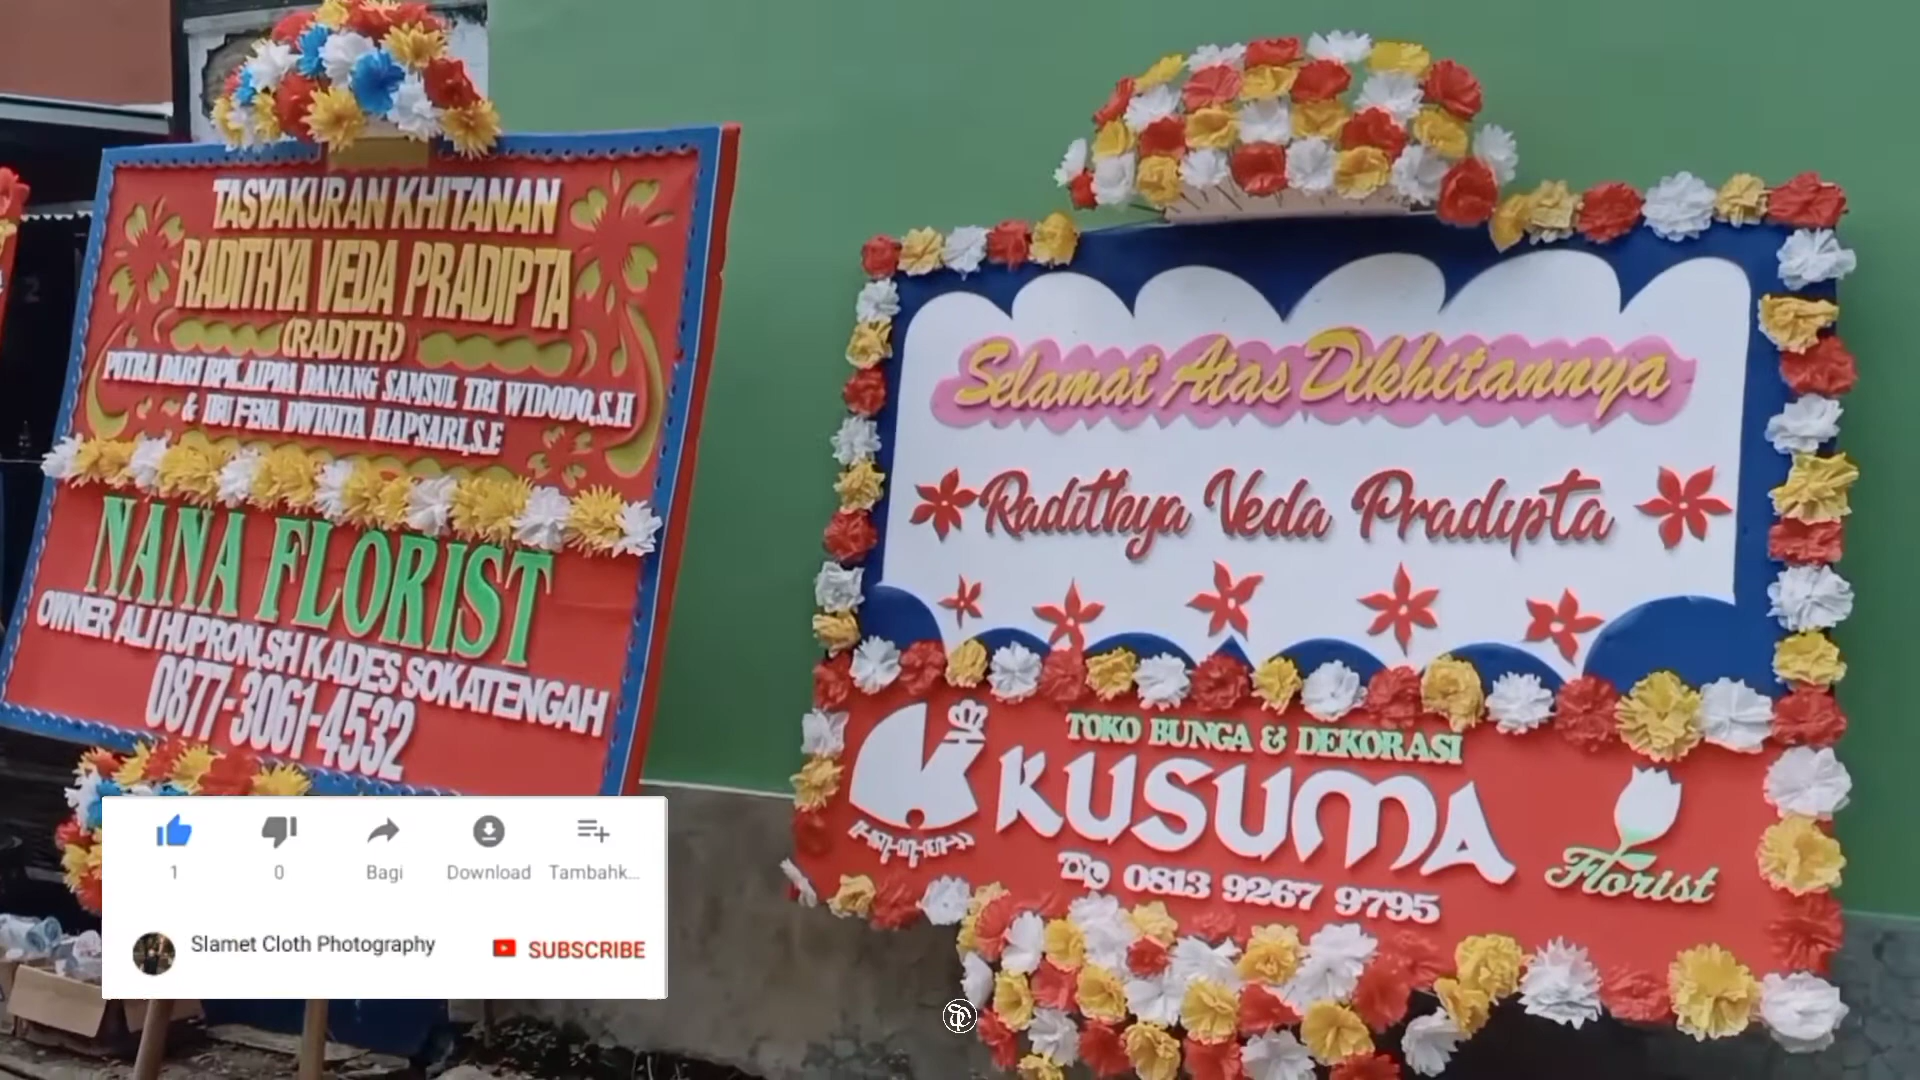 TASYAKURAN KHITANAN
RADITHYA VEDA PRADIPTA
(RADITH)
PUTRA DARI BPK.AIPDA DANANG SAMSUL TRI WIDODO,S.H
& IBU FENA DWINITA HAPSARI,S.E
NANA FLORIST
OWNER ALI HUPRON,SH KADES SOKATENGAH
0877-3061-4532
Selamat Atas Dikhitannya
Radithya Veda Pradipta
TOKO BUNGA & DEKORASI
KUSUMA
0813 9267 9795
Florist
1
0
Bagi
Download
Tambahk...
Slamet Cloth Photography
SUBSCRIBE